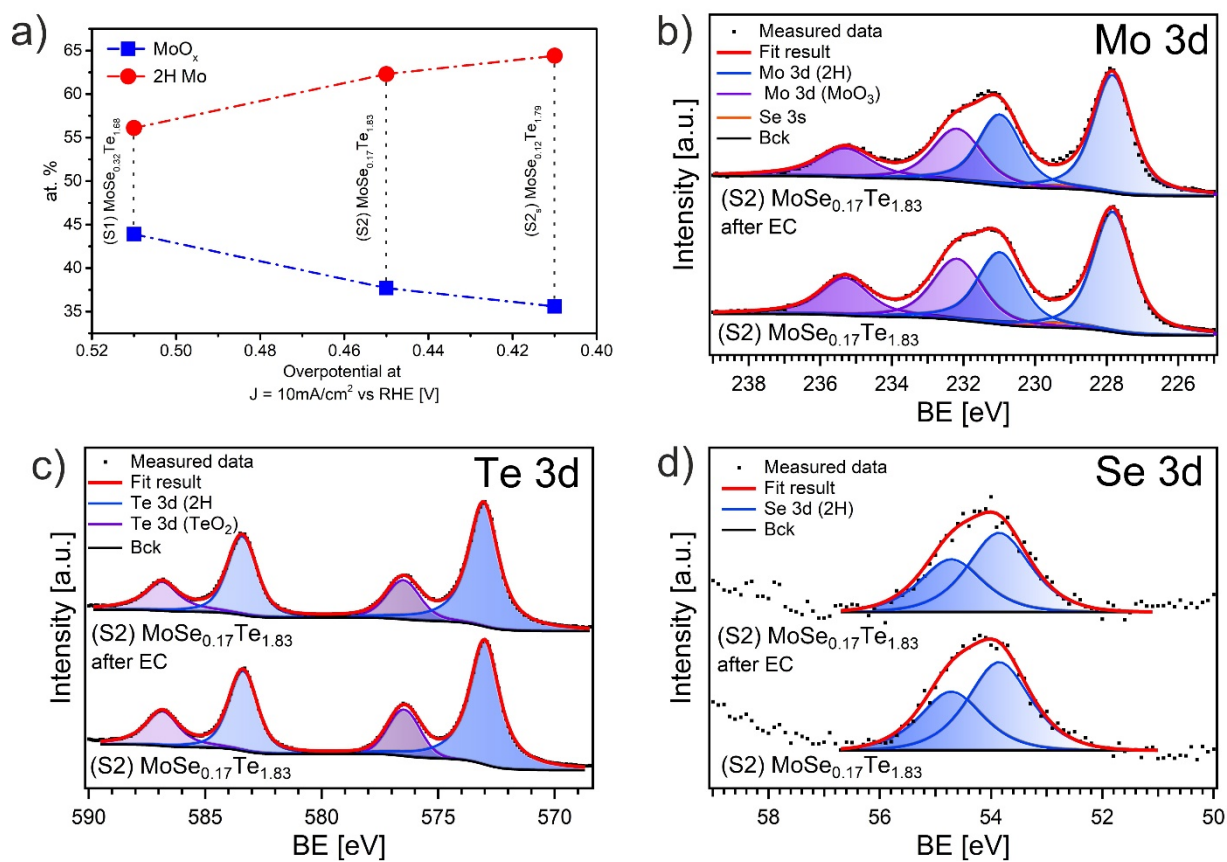 a)
MoOx
2H Mo
65
60
55
50
45
40
35
at. %
(S1) MoSe0.32Te1.68
(S2) MoSe0.17Te1.83
(S2s) MoSe0.12Te1.79
0.52 0.50 0.48 0.46 0.44 0.42 0.40
Overpotential at
J = 10mA/cm² vs RHE [V]
b)
Mo 3d
Measured data
Fit result
Mo 3d (2H)
Mo 3d (MoO3)
Se 3s
Bck
Intensity [a.u.]
(S2) MoSe0.17Te1.83
after EC
(S2) MoSe0.17Te1.83
238 236 234 232 230 228 226
BE [eV]
c)
Te 3d
Measured data
Fit result
Te 3d (2H
Te 3d (TeO2)
Bck
Intensity [a.u.]
(S2) MoSe0.17Te1.83
after EC
(S2) MoSe0.17Te1.83
590 585 580 575 570
BE [eV]
d)
Se 3d
Measured data
Fit result
Se 3d (2H)
Bck
Intensity [a.u.]
(S2) MoSe0.17Te1.83
after EC
(S2) MoSe0.17Te1.83
58 56 54 52 50
BE [eV]